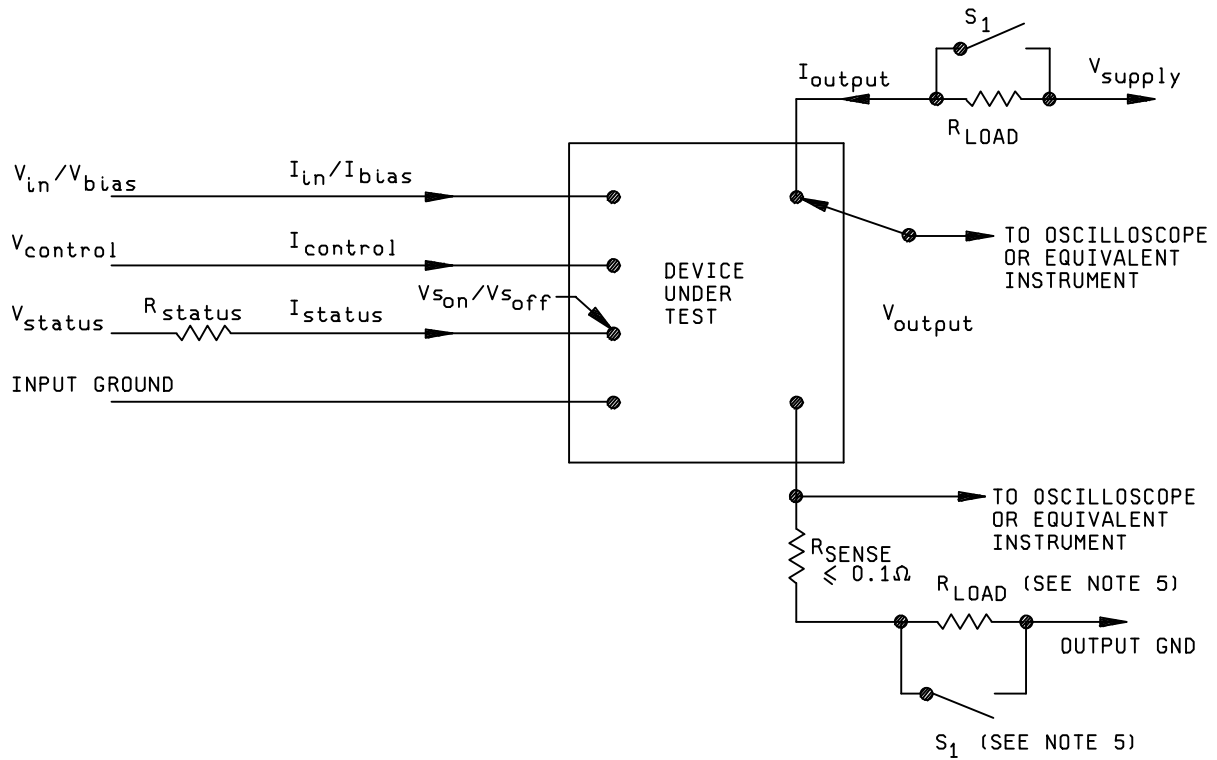 S1
Ioutput
Vsupply
RLOAD
Vin/Vbias
Iin/Ibias
Vcontrol
Icontrol
Vstatus
Rstatus
Istatus
Vson/Vsoff
INPUT GROUND
DEVICE
UNDER
TEST
TO OSCILLOSCOPE
OR EQUIVALENT
INSTRUMENT
Voutput
TO OSCILLOSCOPE
OR EQUIVALENT
INSTRUMENT
RSENSE
≤ 0.1Ω
RLOAD (SEE NOTE 5)
OUTPUT GND
S1 (SEE NOTE 5)